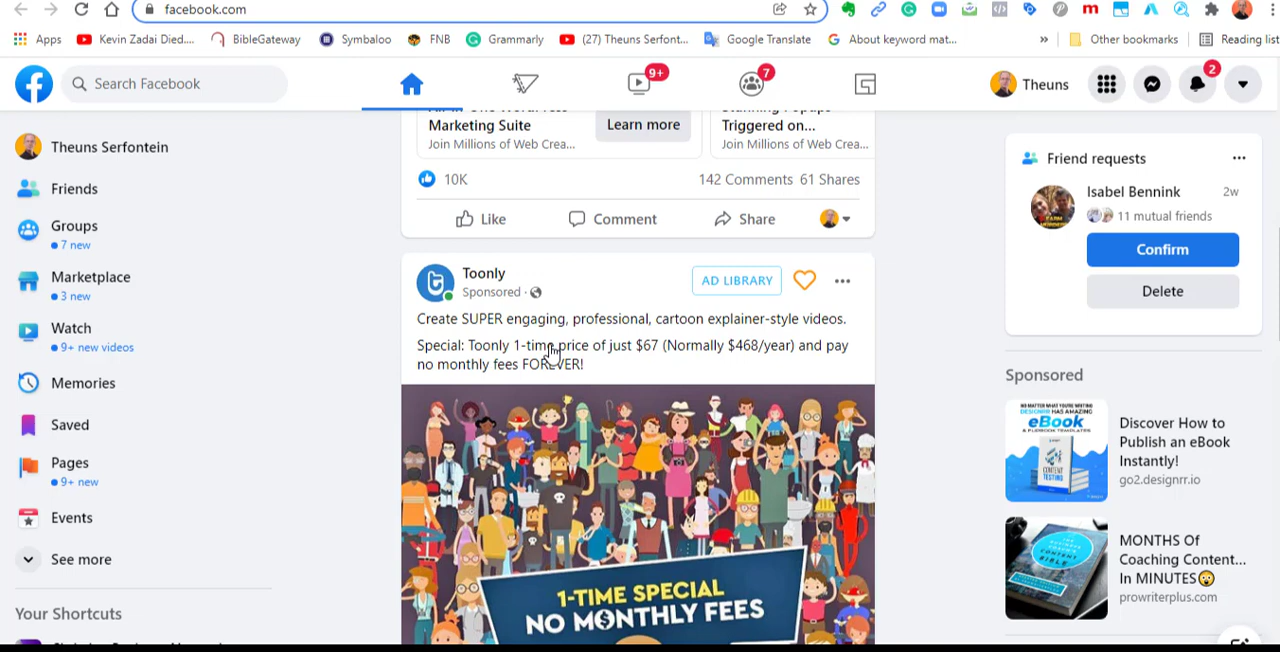 facebook.com
Apps
Kevin Zadai Died....
BibleGateway
Symbaloo
FNB
Grammarly
(27) Theuns Serfont...
Google Translate
About keyword mat...
»
Other bookmarks
Reading list
Search Facebook
9+
7
Theuns
2
Theuns Serfontein
Friends
Groups
7 new
Marketplace
3 new
Watch
9+ new videos
Memories
Saved
Pages
9+ new
Events
See more
Your Shortcuts
Marketing Suite
Join Millions of Web Crea...
Learn more
Triggered on...
Join Millions of Web Crea...
10K
142 Comments 61 Shares
Like
Comment
Share
Toonly
Sponsored ·
AD LIBRARY
Create SUPER engaging, professional, cartoon explainer-style videos.
Special: Toonly 1-time price of just $67 (Normally $468/year) and pay
no monthly fees FOREVER!
1-TIME SPECIAL
NO MONTHLY FEES
Friend requests
Isabel Bennink
2w
11 mutual friends
Confirm
Delete
Sponsored
eBook
CONTENT
Discover How to
Publish an eBook
Instantly!
go2.designrr.io
CONTENT
BIBLE
MONTHS Of
Coaching Content...
In MINUTES😲
prowriterplus.com